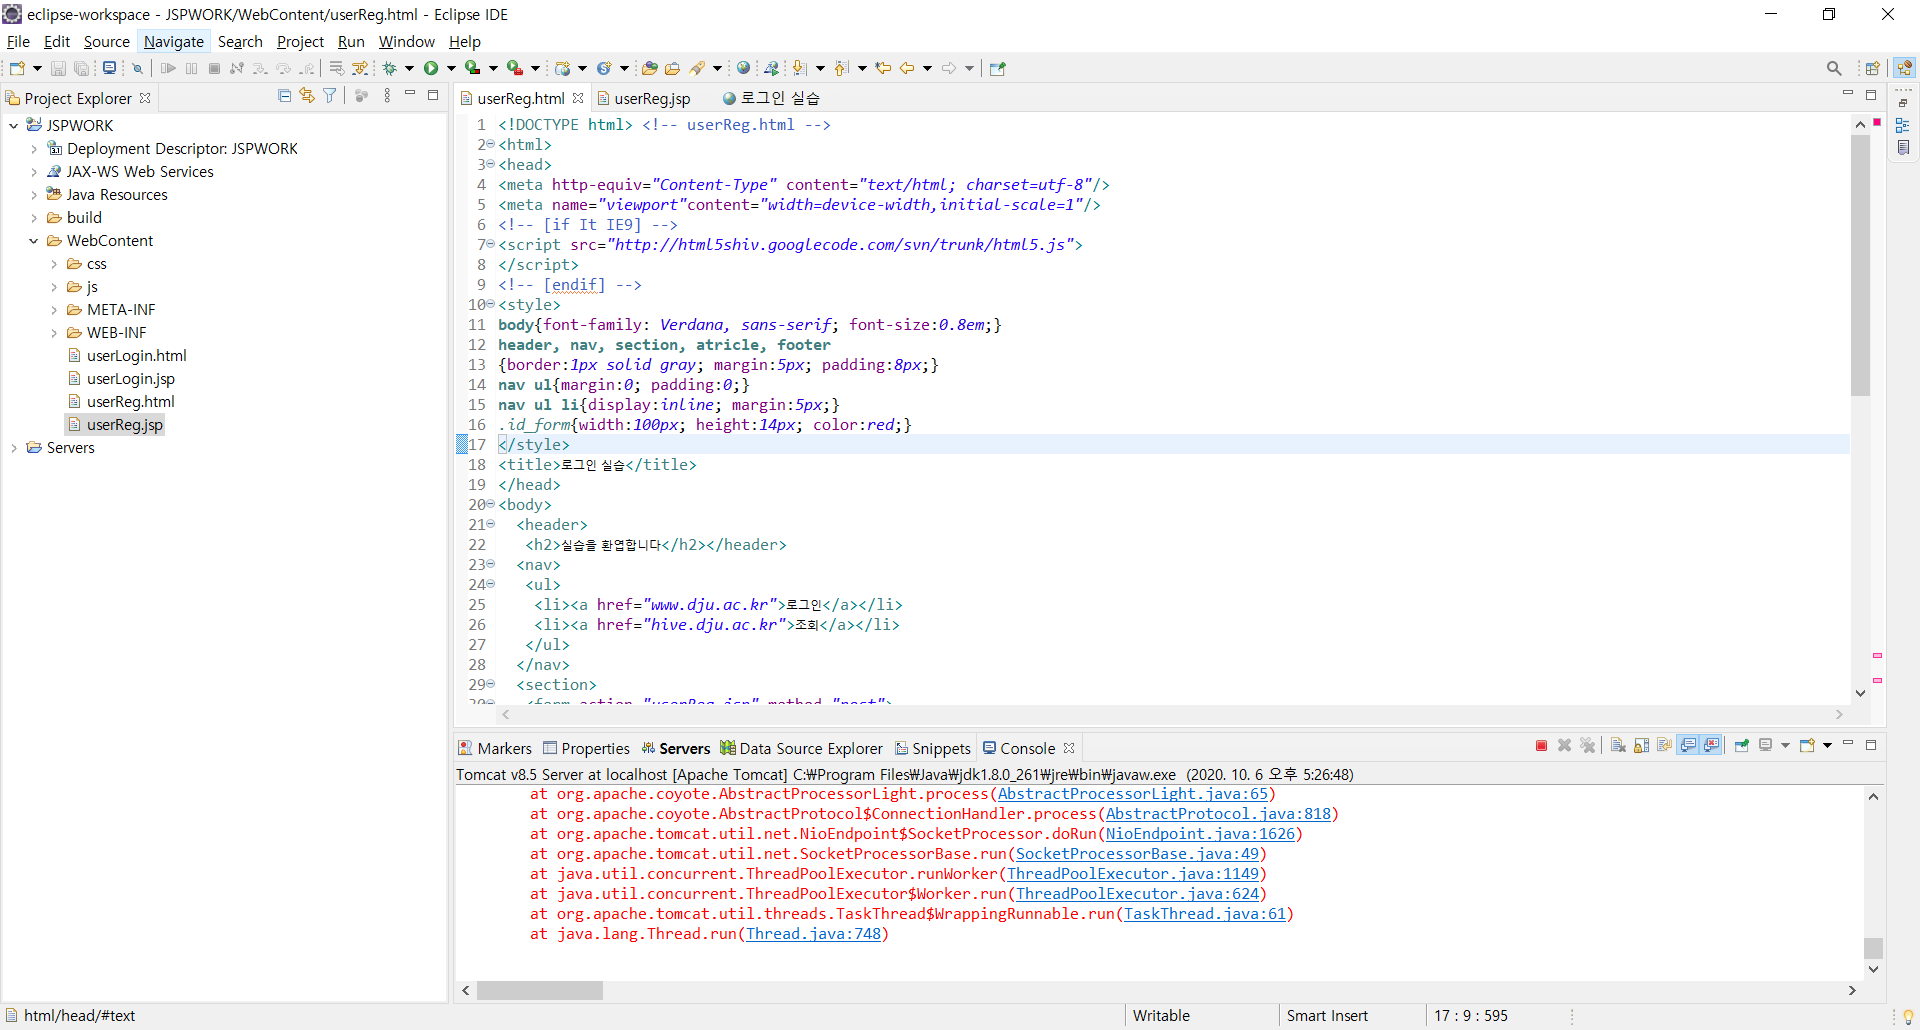 eclipse-workspace - JSPWORK/WebContent/userReg.html - Eclipse IDE
File Edit Source Navigate Search Project Run Window Help
Project Explorer
JSPWORK
Deployment Descriptor: JSPWORK
JAX-WS Web Services
Java Resources
build
WebContent
css
js
META-INF
WEB-INF
userLogin.html
userLogin.jsp
userReg.html
userReg.jsp
Servers
userReg.html userReg.jsp 로그인 실습
1 <!DOCTYPE html> <!-- userReg.html -->
2 <html>
3 <head>
4 <meta http-equiv="Content-Type" content="text/html; charset=utf-8"/>
5 <meta name="viewport"content="width=device-width,initial-scale=1"/>
6 <!-- [if It IE9] -->
7 <script src="http://html5shiv.googlecode.com/svn/trunk/html5.js">
8 </script>
9 <!-- [endif] -->
10 <style>
11 body{font-family: Verdana, sans-serif; font-size:0.8em;}
12 header, nav, section, atricle, footer
13 {border:1px solid gray; margin:5px; padding:8px;}
14 nav ul{margin:0; padding:0;}
15 nav ul li{display:inline; margin:5px;}
16 .id_form{width:100px; height:14px; color:red;}
17 </style>
18 <title>로그인 실습</title>
19 </head>
20 <body>
21 <header>
22 <h2>실습을 환엽합니다</h2></header>
23 <nav>
24 <ul>
25 <li><a href="www.dju.ac.kr">로그인</a></li>
26 <li><a href="hive.dju.ac.kr">조회</a></li>
27 </ul>
28 </nav>
29 <section>
30 <form action="userReg.jsp" method="post">
Markers Properties Servers Data Source Explorer Snippets Console
Tomcat v8.5 Server at localhost [Apache Tomcat] C:₩Program Files₩Java₩jdk1.8.0_261₩jre₩bin₩javaw.exe (2020. 10. 6 오후 5:26:48)
at org.apache.coyote.AbstractProcessorLight.process(AbstractProcessorLight.java:65)
at org.apache.coyote.AbstractProtocol$ConnectionHandler.process(AbstractProtocol.java:818)
at org.apache.tomcat.util.net.NioEndpoint$SocketProcessor.doRun(NioEndpoint.java:1626)
at org.apache.tomcat.util.net.SocketProcessorBase.run(SocketProcessorBase.java:49)
at java.util.concurrent.ThreadPoolExecutor.runWorker(ThreadPoolExecutor.java:1149)
at java.util.concurrent.ThreadPoolExecutor$Worker.run(ThreadPoolExecutor.java:624)
at org.apache.tomcat.util.threads.TaskThread$WrappingRunnable.run(TaskThread.java:61)
at java.lang.Thread.run(Thread.java:748)
html/head/#text Writable Smart Insert 17 : 9 : 595